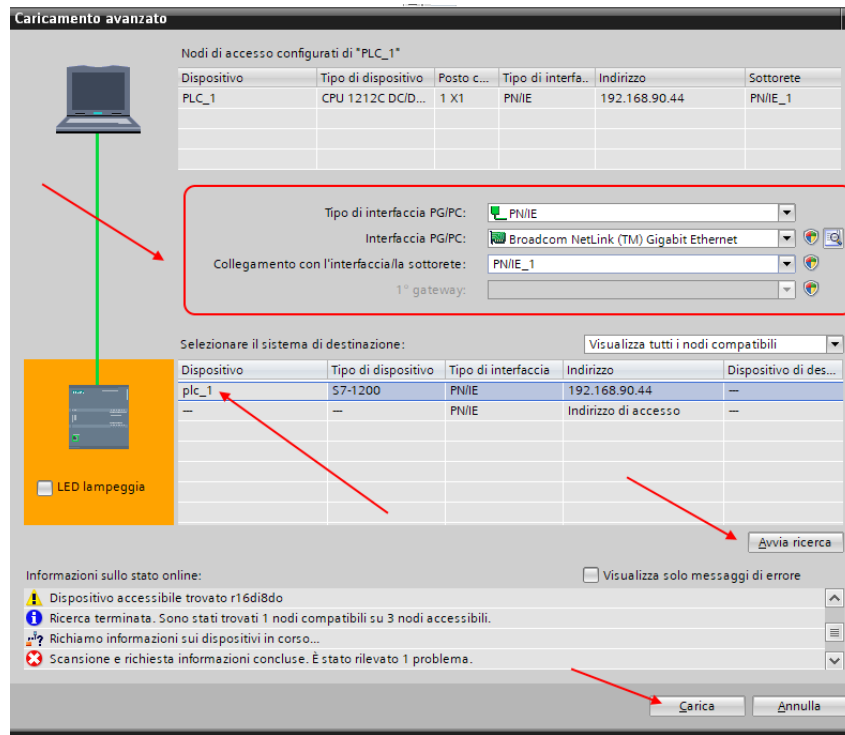 Caricamento avanzato
Nodi di accesso configurati di "PLC_1"
Dispositivo Tipo di dispositivo Posto c... Tipo di interfa.. Indirizzo Sottorete
PLC_1 CPU 1212C DC/D... 1 X1 PN/IE 192.168.90.44 PN/IE_1
Tipo di interfaccia PG/PC: PN/IE
Interfaccia PG/PC: Broadcom NetLink (TM) Gigabit Ethernet
Collegamento con l'interfaccia/la sottorete: PN/IE_1
1° gateway:
Selezionare il sistema di destinazione: Visualizza tutti i nodi compatibili
Dispositivo Tipo di dispositivo Tipo di interfaccia Indirizzo Dispositivo di des...
plc_1 S7-1200 PN/IE 192.168.90.44 —
— — PN/IE Indirizzo di accesso —
LED lampeggia
Avvia ricerca
Informazioni sullo stato online: Visualizza solo messaggi di errore
Dispositivo accessibile trovato r16di8do
Ricerca terminata. Sono stati trovati 1 nodi compatibili su 3 nodi accessibili.
Richiamo informazioni sui dispositivi in corso...
Scansione e richiesta informazioni concluse. È stato rilevato 1 problema.
Carica Annulla